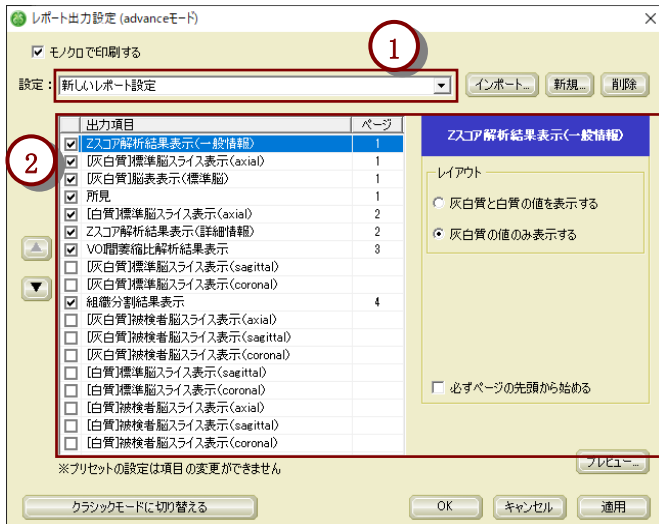 レポート出力設定 (advanceモード)
モノクロで印刷する
1
設定：
新しいレポート設定
インポート...
新規...
削除
2
出力項目 ページ
Zスコア解析結果表示(一般情報) 1
[灰白質]標準脳スライス表示(axial) 1
[灰白質]脳表表示(標準脳) 1
所見 1
[白質]標準脳スライス表示(axial) 2
Zスコア解析結果表示(詳細情報) 2
VOI間萎縮比解析結果表示 3
[灰白質]標準脳スライス表示(sagittal)
[灰白質]標準脳スライス表示(coronal)
組織分割結果表示 4
[灰白質]被検者脳スライス表示(axial)
[灰白質]被検者脳スライス表示(sagittal)
[灰白質]被検者脳スライス表示(coronal)
[白質]標準脳スライス表示(sagittal)
[白質]標準脳スライス表示(coronal)
[白質]被検者脳スライス表示(axial)
[白質]被検者脳スライス表示(sagittal)
[白質]被検者脳スライス表示(coronal)
Zスコア解析結果表示(一般情報)
レイアウト
灰白質と白質の値を表示する
灰白質の値のみ表示する
必ずページの先頭から始める
※プリセットの設定は項目の変更ができません
プレビュー...
クラシックモードに切り替える
OK
キャンセル
適用